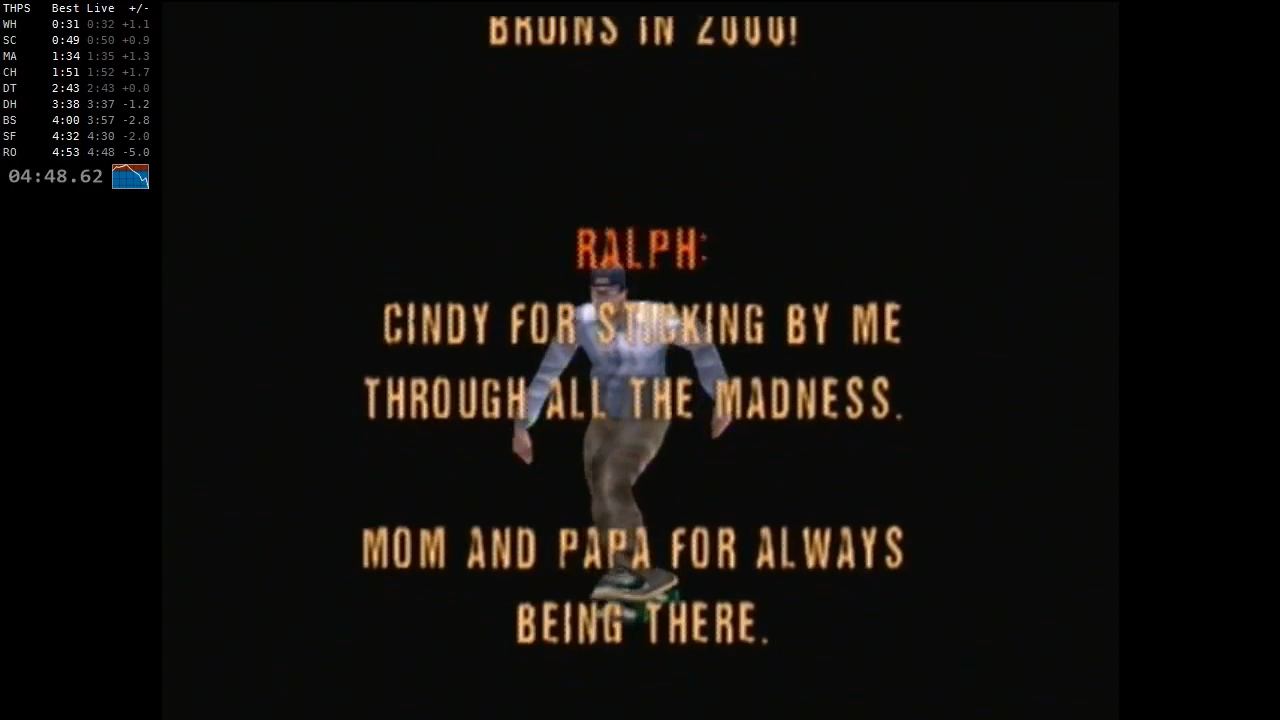 THPS Best Live +/-
WH 0:31 0:32 +1.1
SC 0:49 0:50 +0.9
MA 1:34 1:35 +1.3
CH 1:51 1:52 +1.7
DT 2:43 2:43 +0.0
DH 3:38 3:37 -1.2
BS 4:00 3:57 -2.8
SF 4:32 4:30 -2.0
RO 4:53 4:48 -5.0
04:48.62
BRUINS IN 2000!
RALPH:
CINDY FOR STICKING BY ME
THROUGH ALL THE MADNESS.
MOM AND PAPA FOR ALWAYS
BEING THERE.